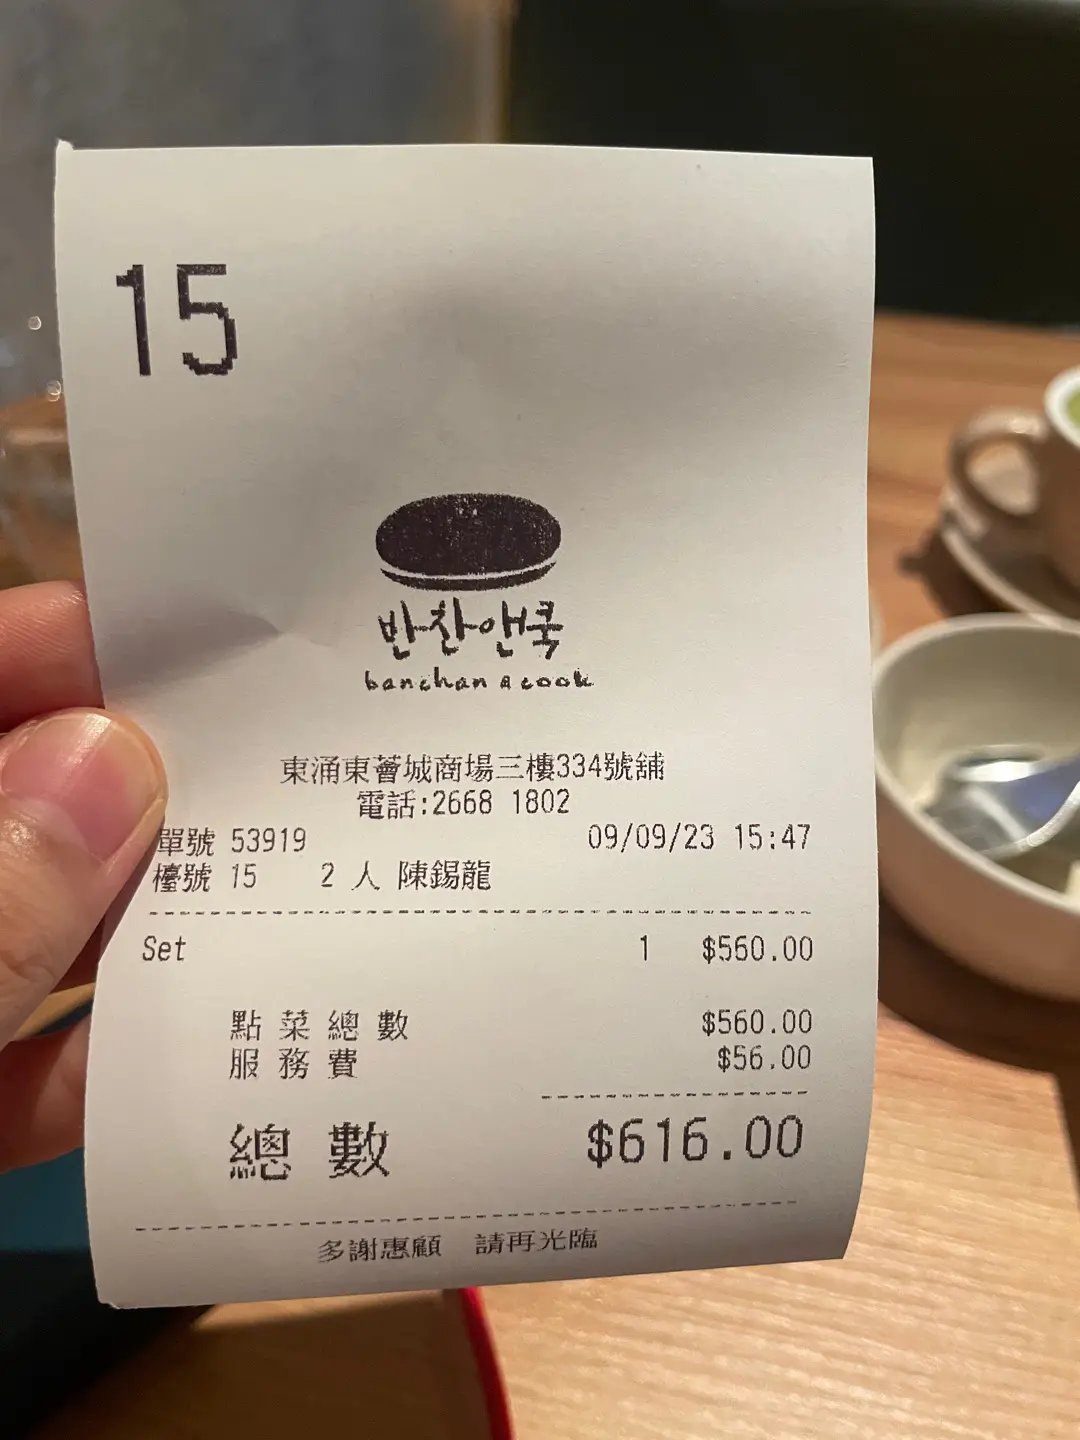 15
반찬앤쿡
banchan & cook
東涌東薈城商場三樓334號舖
電話:2668 1802
單號 53919 09/09/23 15:47
檯號 15 2 人 陳錫龍
Set 1 $560.00
點菜總數 $560.00
服務費 $56.00
總數 $616.00
多謝惠顧 請再光臨